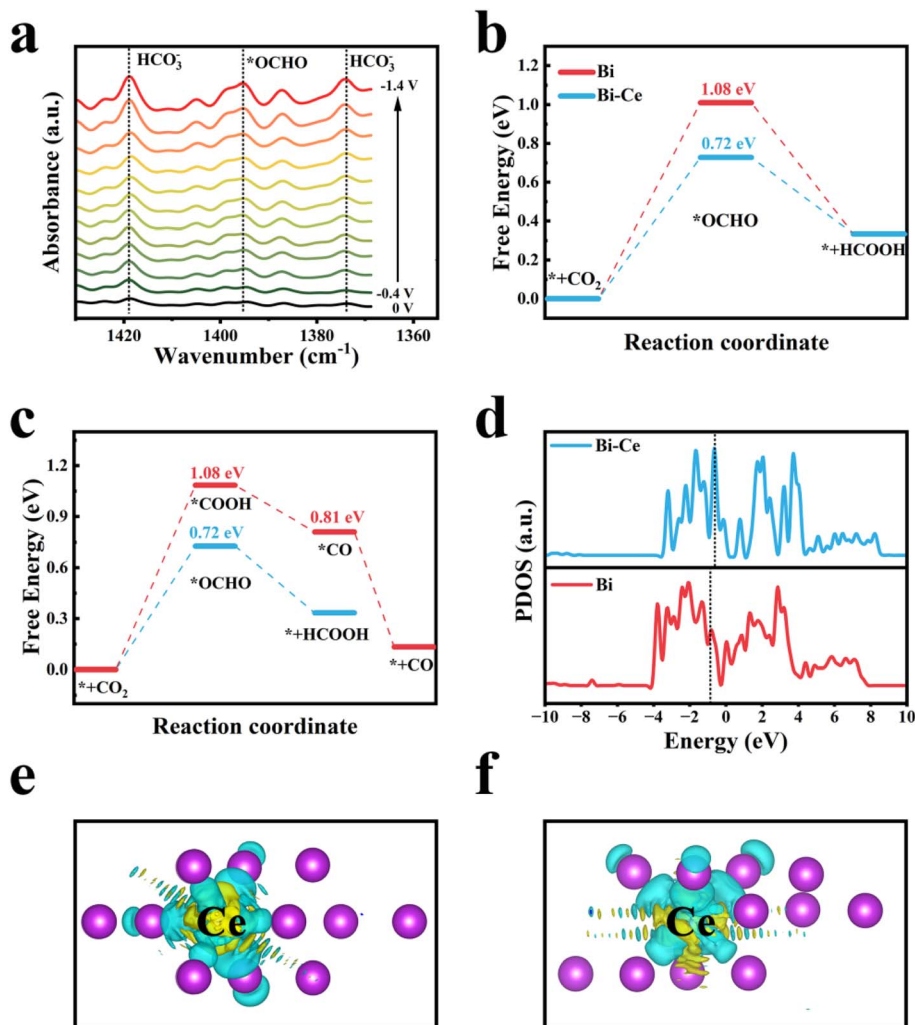 a
HCO₃⁻ *OCHO HCO₃⁻
-1.4 V
-0.4 V
0 V
Absorbance (a.u.)
1420 1400 1380 1360
Wavenumber (cm⁻¹)
b
Bi
Bi-Ce
1.08 eV
0.72 eV
*OCHO
*+CO₂
*+HCOOH
Free Energy (eV)
1.2
1.0
0.8
0.6
0.4
0.2
0.0
Reaction coordinate
c
1.08 eV
*COOH
0.72 eV
*OCHO
0.81 eV
*CO
*+HCOOH
*+CO₂
*+CO
Free Energy (eV)
1.2
0.9
0.6
0.3
0.0
Reaction coordinate
d
Bi-Ce
Bi
PDOS (a.u.)
−10 −8 −6 −4 −2 0 2 4 6 8 10
Energy (eV)
e
Ce
f
Ce